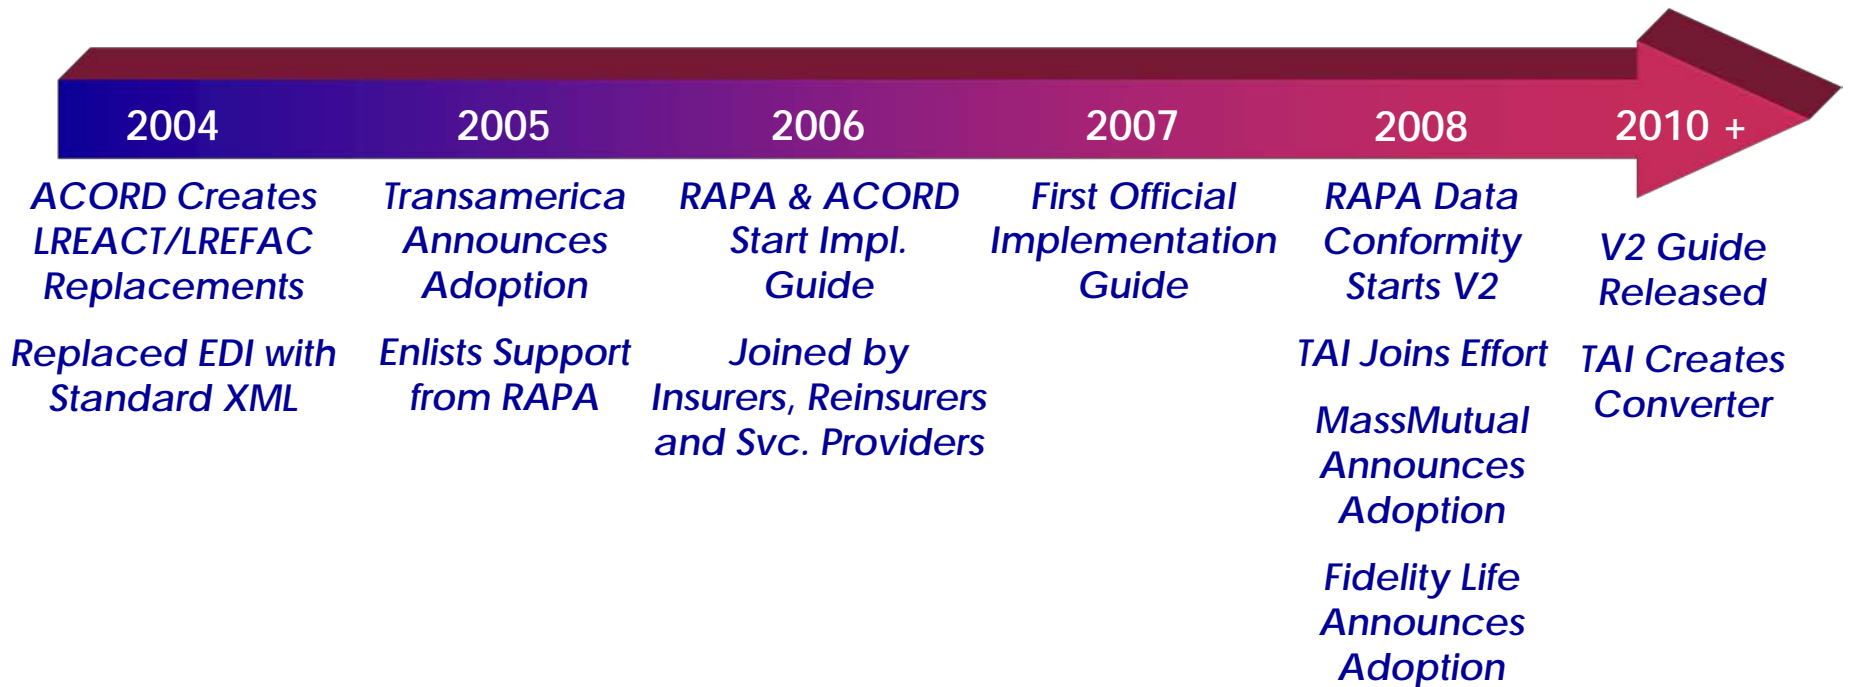 2004
2005
2006
2007
2008
2010 +
ACORD Creates
LREACT/LREFAC
Replacements
Replaced EDI with
Standard XML
Transamerica
Announces
Adoption
Enlists Support
from RAPA
RAPA & ACORD
Start Impl.
Guide
Joined by
Insurers, Reinsurers
and Svc. Providers
First Official
Implementation
Guide
RAPA Data
Conformity
Starts V2
TAI Joins Effort
MassMutual
Announces
Adoption
Fidelity Life
Announces
Adoption
V2 Guide
Released
TAI Creates
Converter